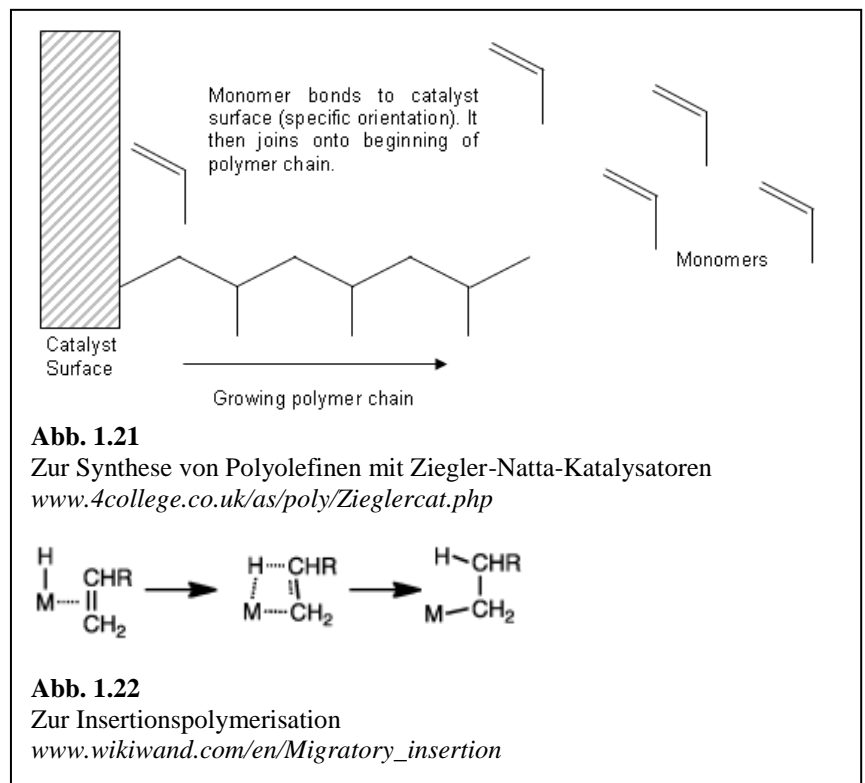 Monomer bonds to catalyst
surface (specific orientation). It
then joins onto beginning of
polymer chain.
Monomers
Catalyst
Surface
Growing polymer chain
Abb. 1.21
Zur Synthese von Polyolefinen mit Ziegler-Natta-Katalysatoren
www.4college.co.uk/as/poly/Zieglercat.php
H
CHR
M
CH₂
H
CHR
M
CH₂
H
CHR
M
CH₂
Abb. 1.22
Zur Insertionspolymerisation
www.wikiwand.com/en/Migratory_insertion